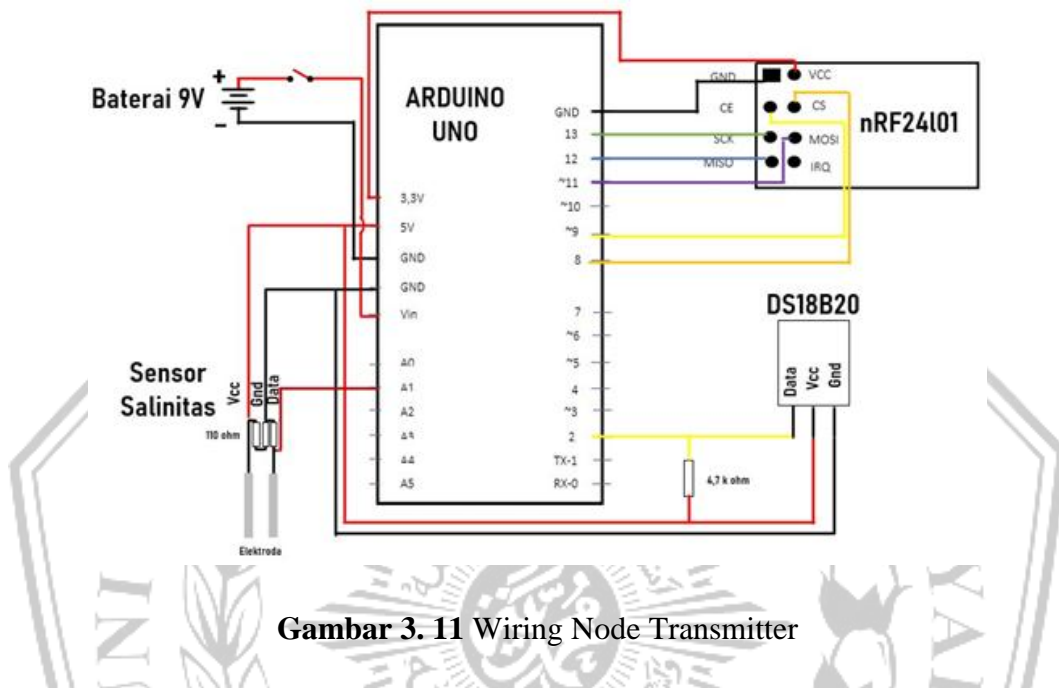 Baterai 9V
+
−
ARDUINO
UNO
3,3V
5V
GND
GND
Vin
A0
A1
A2
A3
A4
A5
GND
13
12
~11
~10
~9
8
7
~6
~5
4
~3
2
TX-1
RX-0
GND
VCC
CE
CS
SCK
MOSI
MISO
IRQ
nRF24l01
DS18B20
Data
Vcc
Gnd
4,7 k ohm
Sensor
Salinitas
Vcc
Gnd
Data
110 ohm
Elektroda
Gambar 3. 11 Wiring Node Transmitter